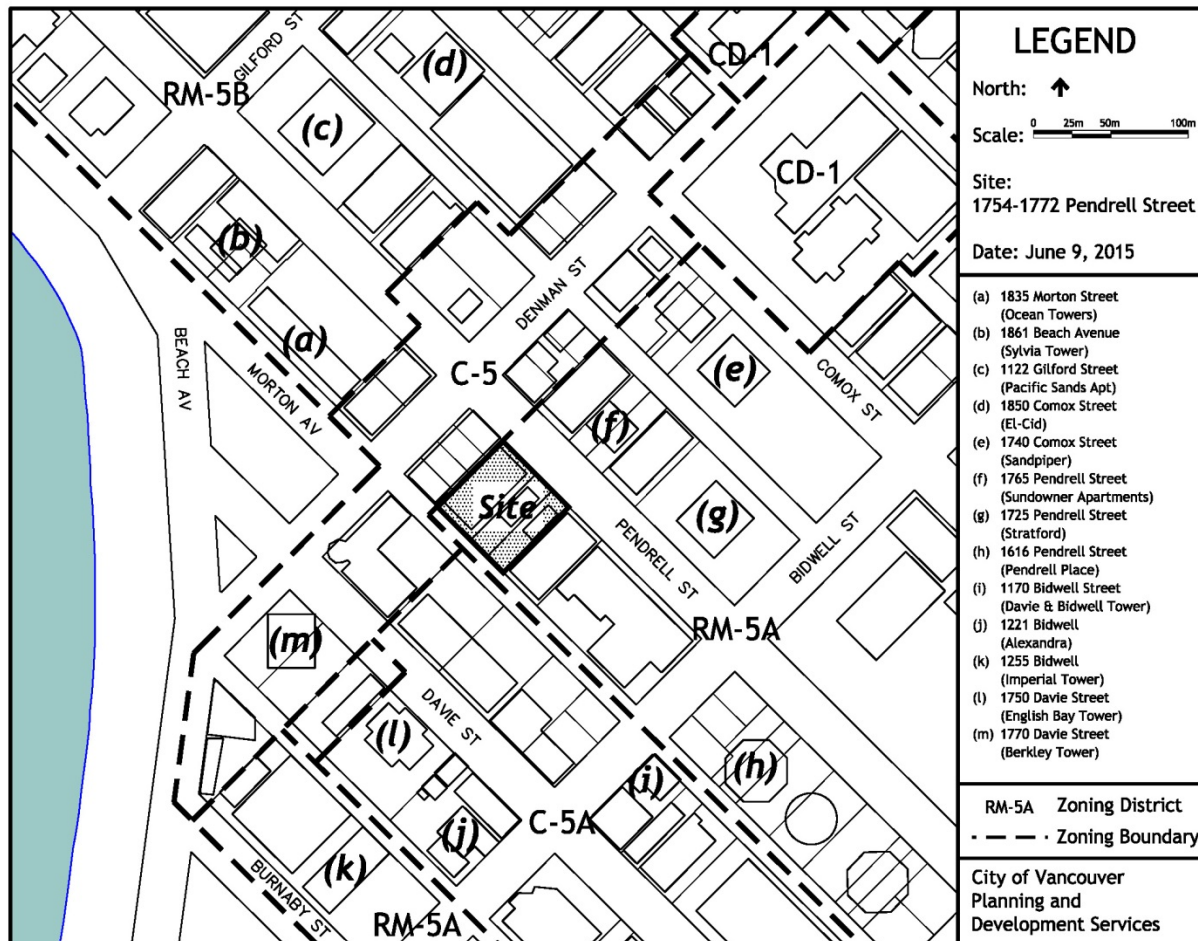 GILFORD ST
RM-5B
(d)
CD-1
(c)
CD-1
(b)
DENMAN ST
(a)
BEACH AV
MORTON AV
C-5
(e)
COMOX ST
(f)
Site
(g)
PENDRELL ST
BIDWELL ST
RM-5A
(m)
DAVIE ST
(l)
(h)
(i)
(j)
C-5A
(k)
BURNABY ST
RM-5A
LEGEND
North:
Scale: 0 25m 50m 100m
Site:
1754-1772 Pendrell Street
Date: June 9, 2015
(a) 1835 Morton Street
(Ocean Towers)
(b) 1861 Beach Avenue
(Sylvia Tower)
(c) 1122 Gilford Street
(Pacific Sands Apt)
(d) 1850 Comox Street
(El-Cid)
(e) 1740 Comox Street
(Sandpiper)
(f) 1765 Pendrell Street
(Sundowner Apartments)
(g) 1725 Pendrell Street
(Stratford)
(h) 1616 Pendrell Street
(Pendrell Place)
(i) 1170 Bidwell Street
(Davie & Bidwell Tower)
(j) 1221 Bidwell
(Alexandra)
(k) 1255 Bidwell
(Imperial Tower)
(l) 1750 Davie Street
(English Bay Tower)
(m) 1770 Davie Street
(Berkley Tower)
RM-5A Zoning District
Zoning Boundary
City of Vancouver
Planning and
Development Services